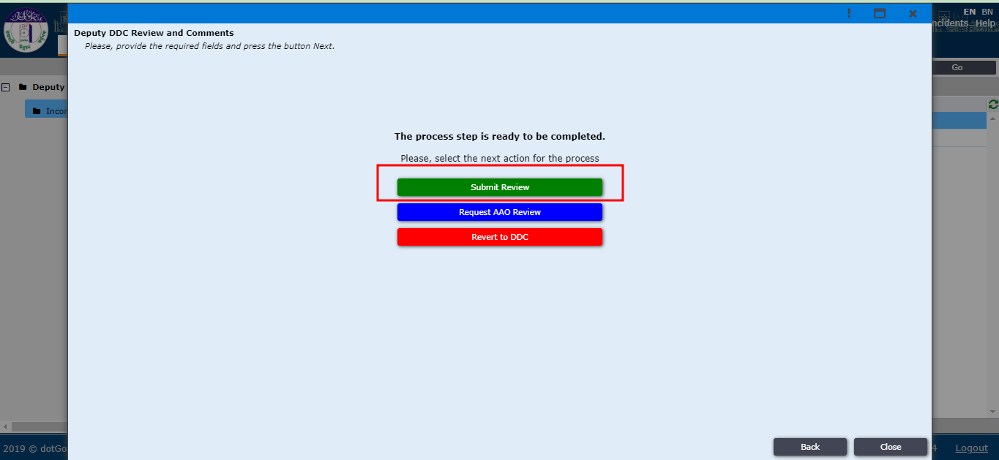 EN BN
ncidents Help
Deputy DDC Review and Comments
Please, provide the required fields and press the button Next.
Go
Deputy
Incor
The process step is ready to be completed.
Please, select the next action for the process
Submit Review
Request AAO Review
Revert to DDC
Back Close
2019 © dotGo
4 Logout